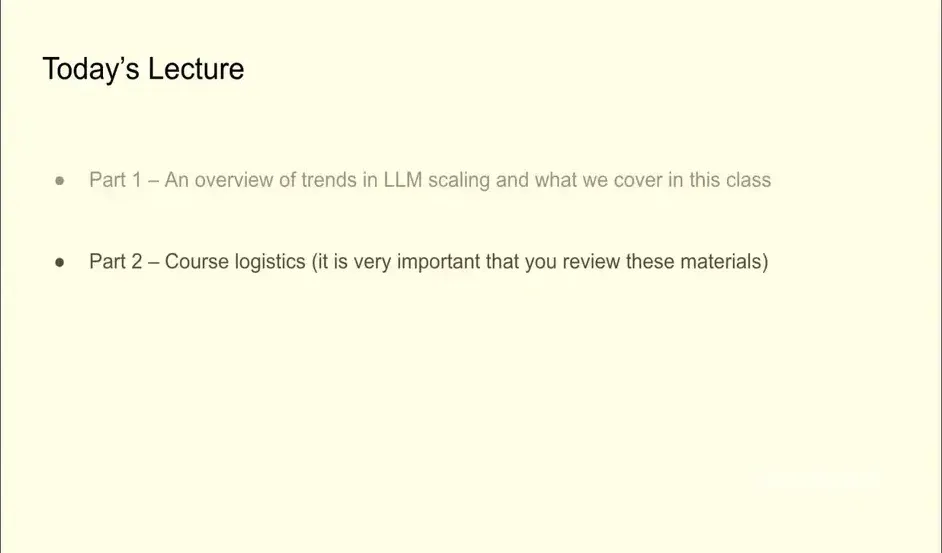 Today’s Lecture
● Part 1 – An overview of trends in LLM scaling and what we cover in this class
● Part 2 – Course logistics (it is very important that you review these materials)